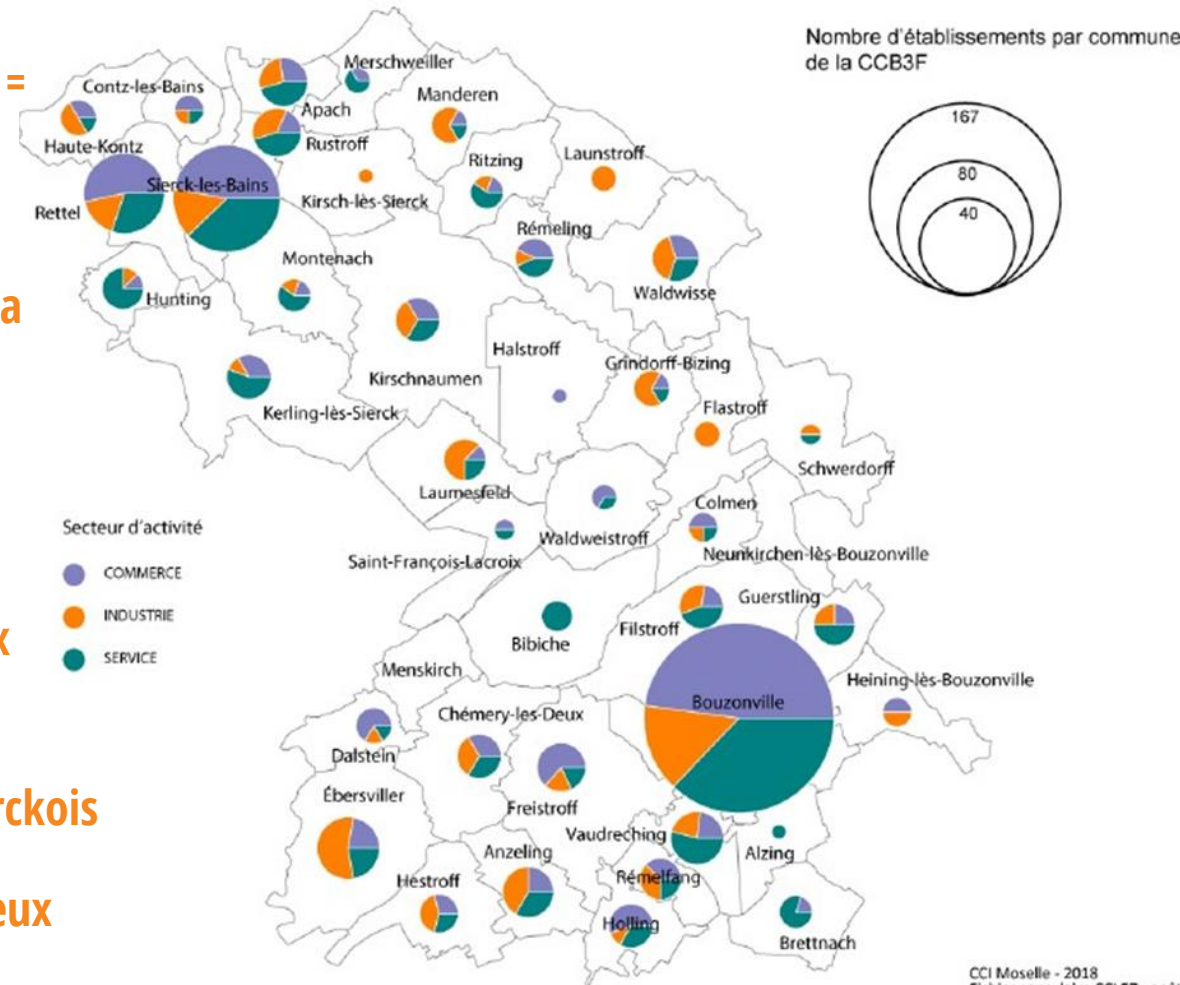 =
a
x
rckois
eux
Nombre d'établissements par commune
de la CCB3F
167
80
40
Merschweiller
Contz-les-Bains
Manderen
Apach
Haute-Kontz
Rustroff
Launstroff
Ritzing
Sierck-les-Bains
Kirsch-lès-Sierck
Rettel
Rémeling
Montenach
Waldwisse
Hunting
Halstroff
Grindorff-Bizing
Kirschnaumen
Flastroff
Kerling-lès-Sierck
Schwerdorff
Laumesfeld
Colmen
Waldweistroff
Neunkirchen-lès-Bouzonville
Saint-François-Lacroix
Secteur d'activité
COMMERCE
INDUSTRIE
SERVICE
Guerstling
Filstroff
Bibiche
Menskirch
Heining-lès-Bouzonville
Bouzonville
Chémery-les-Deux
Dalstein
Ébersviller
Freistroff
Vaudreching
Anzeling
Alzing
Hestroff
Rémelfang
Holling
Brettnach
CCI Moselle - 2018